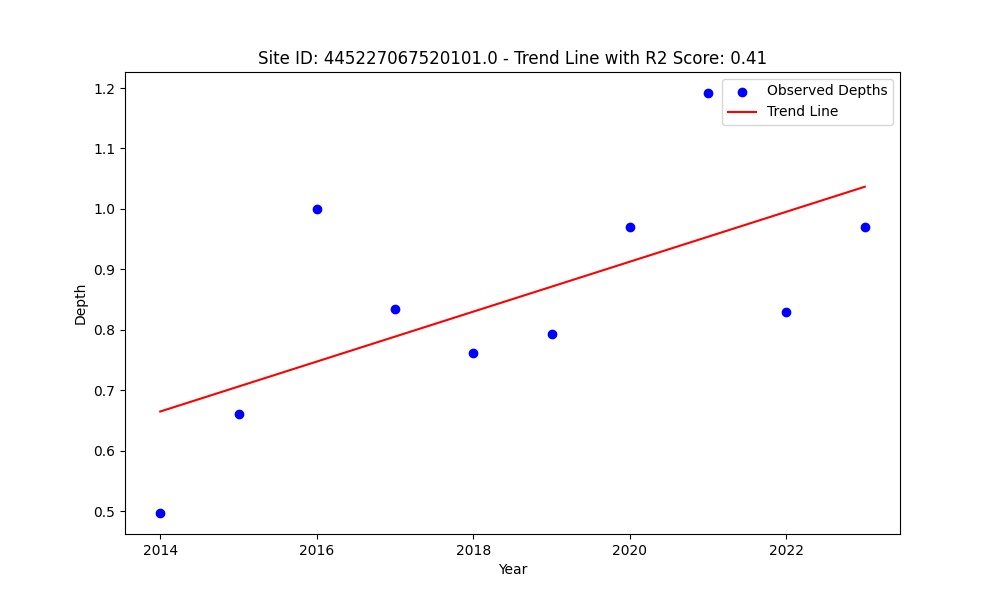 Site ID: 445227067520101.0 - Trend Line with R2 Score: 0.41
Observed Depths
Trend Line
1.2
1.1
1.0
0.9
0.8
0.7
0.6
0.5
Depth
2014
2016
2018
2020
2022
Year